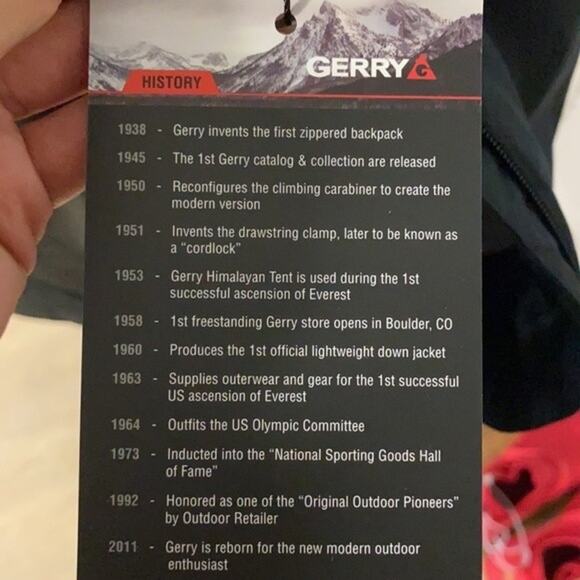 GERRY
HISTORY
1938 - Gerry invents the first zippered backpack
1945 - The 1st Gerry catalog & collection are released
1950 - Reconfigures the climbing carabiner to create the
modern version
1951 - Invents the drawstring clamp, later to be known as
a “cordlock”
1953 - Gerry Himalayan Tent is used during the 1st
successful ascension of Everest
1958 - 1st freestanding Gerry store opens in Boulder, CO
1960 - Produces the 1st official lightweight down jacket
1963 - Supplies outerwear and gear for the 1st successful
US ascension of Everest
1964 - Outfits the US Olympic Committee
1973 - Inducted into the “National Sporting Goods Hall
of Fame”
1992 - Honored as one of the “Original Outdoor Pioneers”
by Outdoor Retailer
2011 - Gerry is reborn for the new modern outdoor
enthusiast